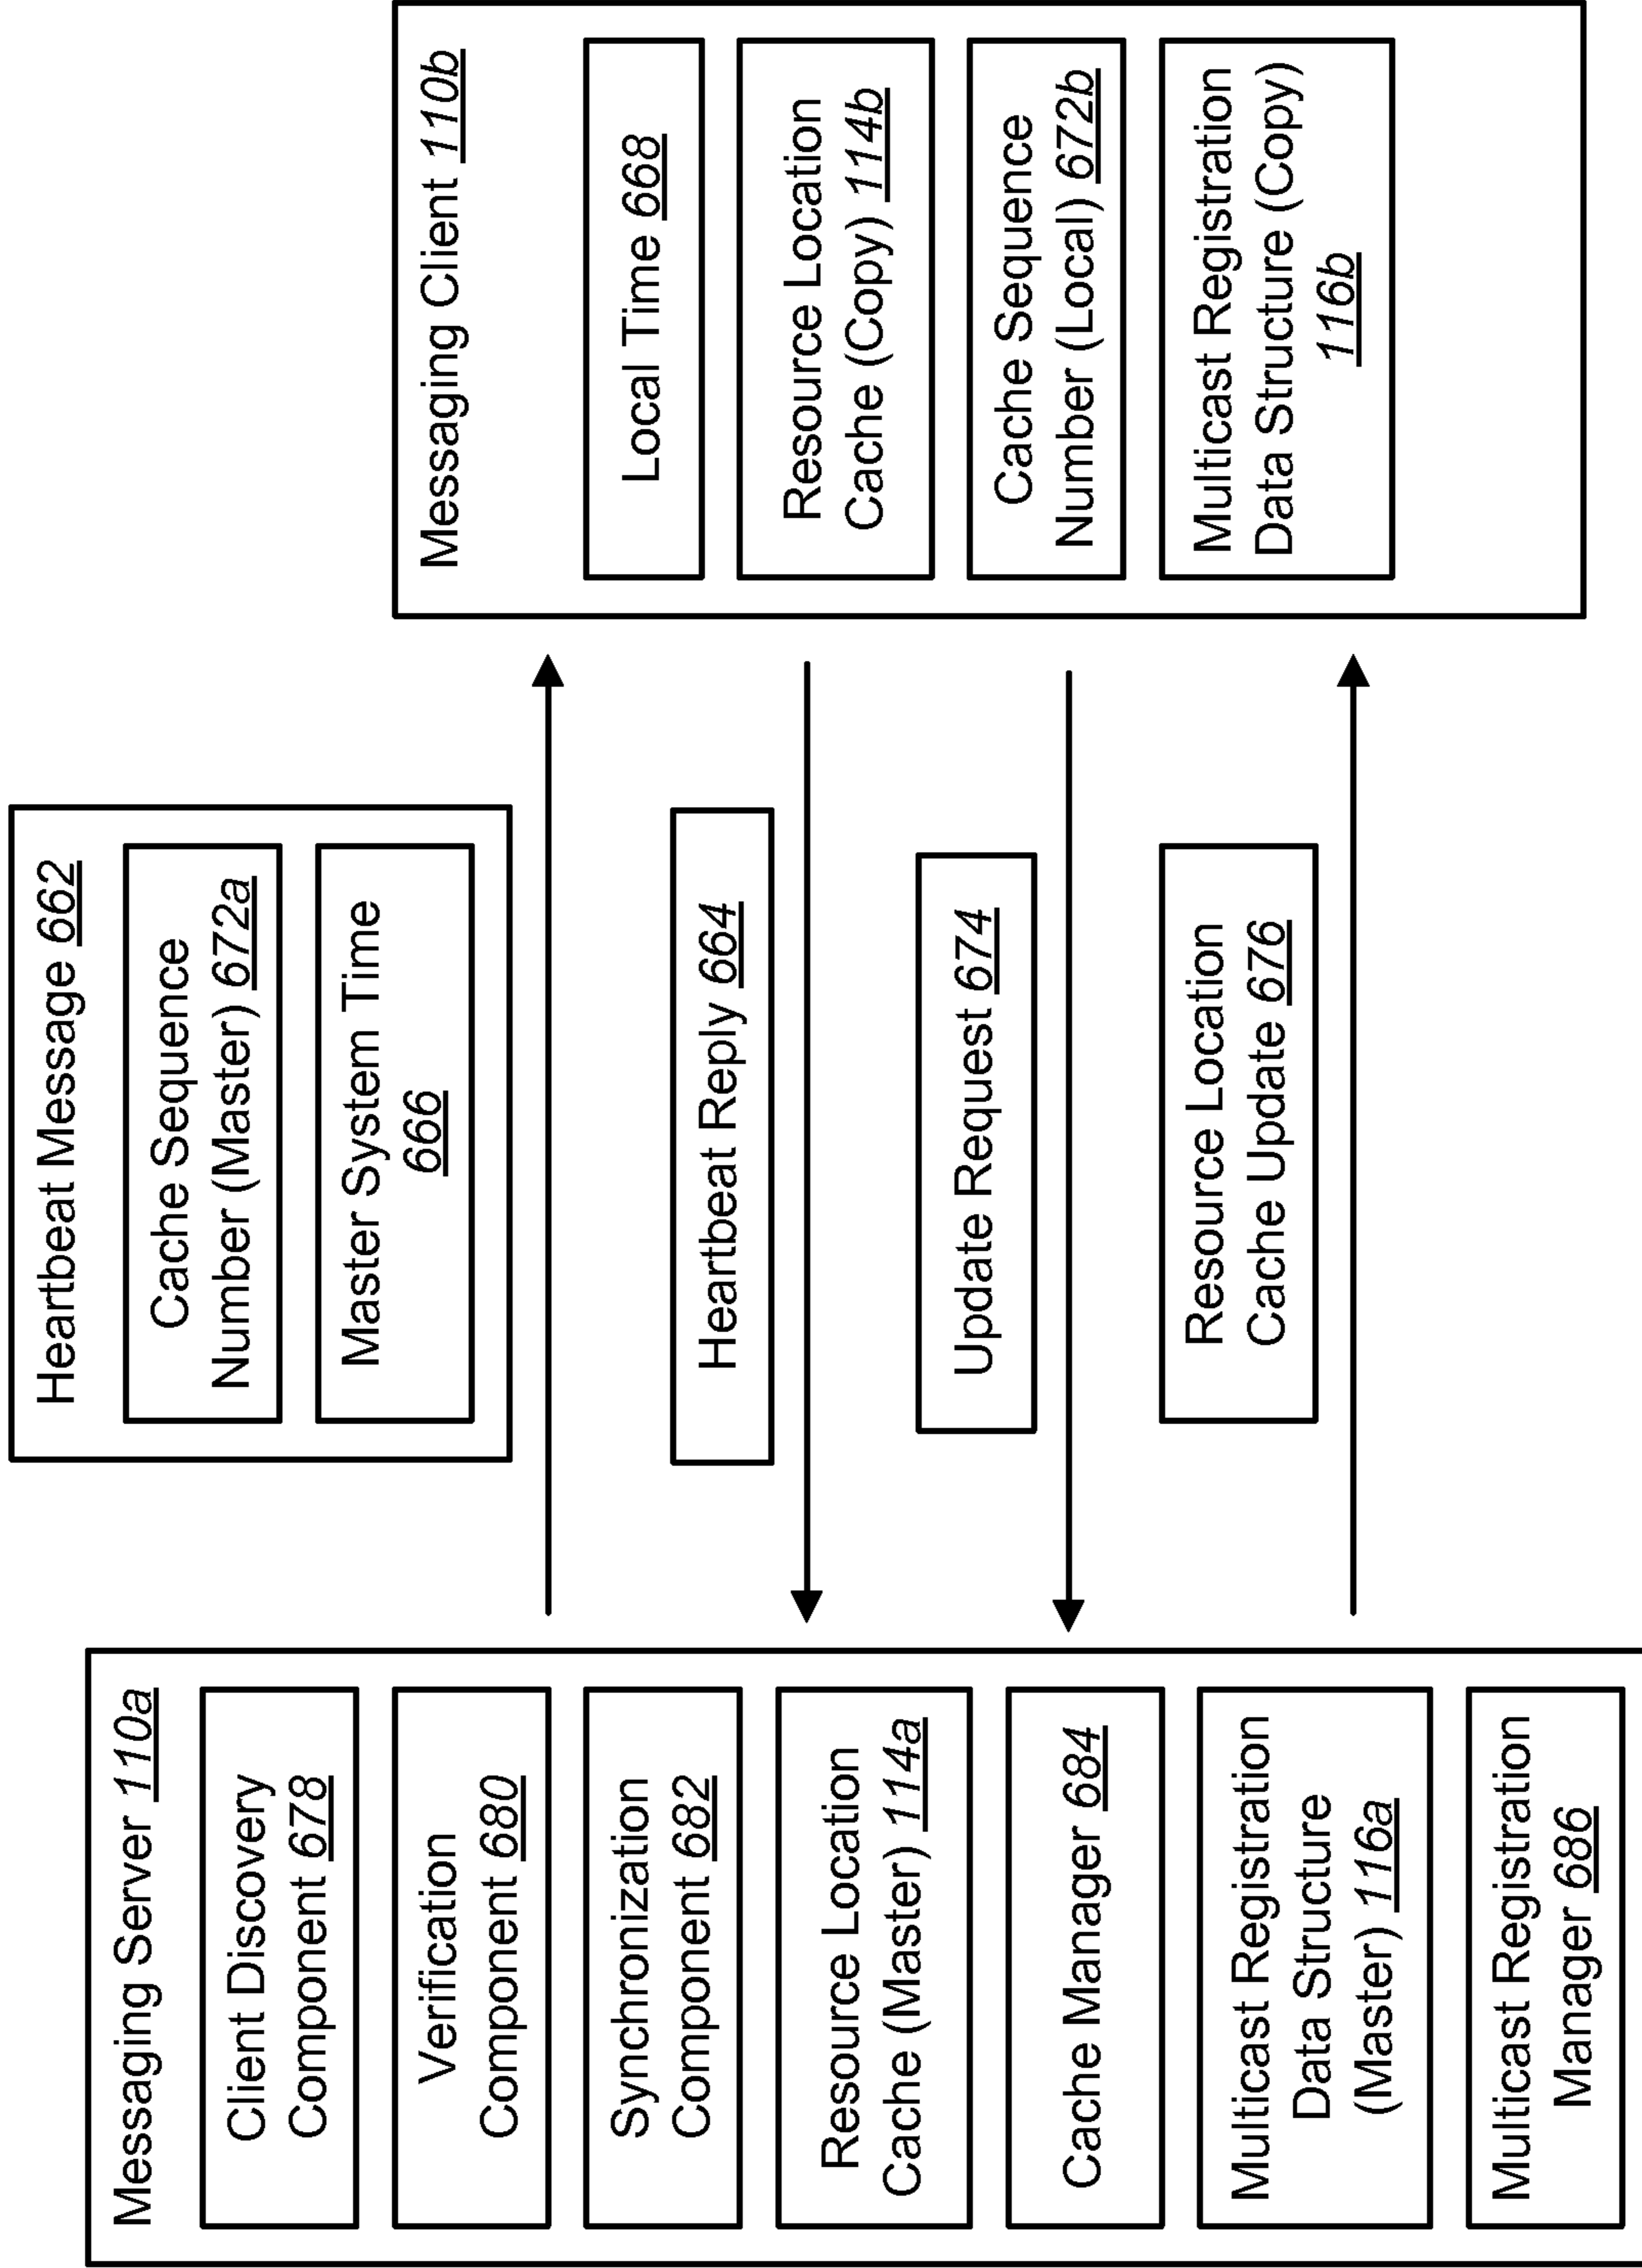 Messaging Server 110a
Client Discovery
Component 678
Verification
Component 680
Synchronization
Component 682
Resource Location
Cache (Master) 114a
Cache Manager 684
Multicast Registration
Data Structure
(Master) 116a
Multicast Registration
Manager 686
Heartbeat Message 662
Cache Sequence
Number (Master) 672a
Master System Time
666
Heartbeat Reply 664
Update Request 674
Resource Location
Cache Update 676
Messaging Client 110b
Local Time 668
Resource Location
Cache (Copy) 114b
Cache Sequence
Number (Local) 672b
Multicast Registration
Data Structure (Copy)
116b